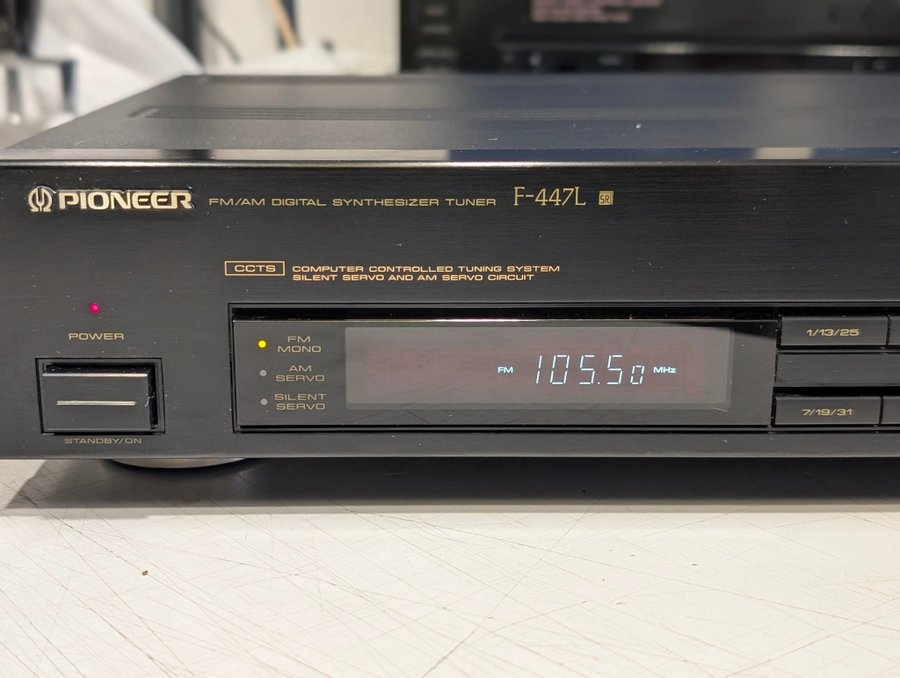 PIONEER FM/AM DIGITAL SYNTHESIZER TUNER F-447L SRI
CCTS COMPUTER CONTROLLED TUNING SYSTEM
SILENT SERVO AND AM SERVO CIRCUIT
POWER
STANDBY/ON
FM
MONO
AM
SERVO
SILENT
SERVO
FM 105.50 MHz
1/13/25
7/19/31